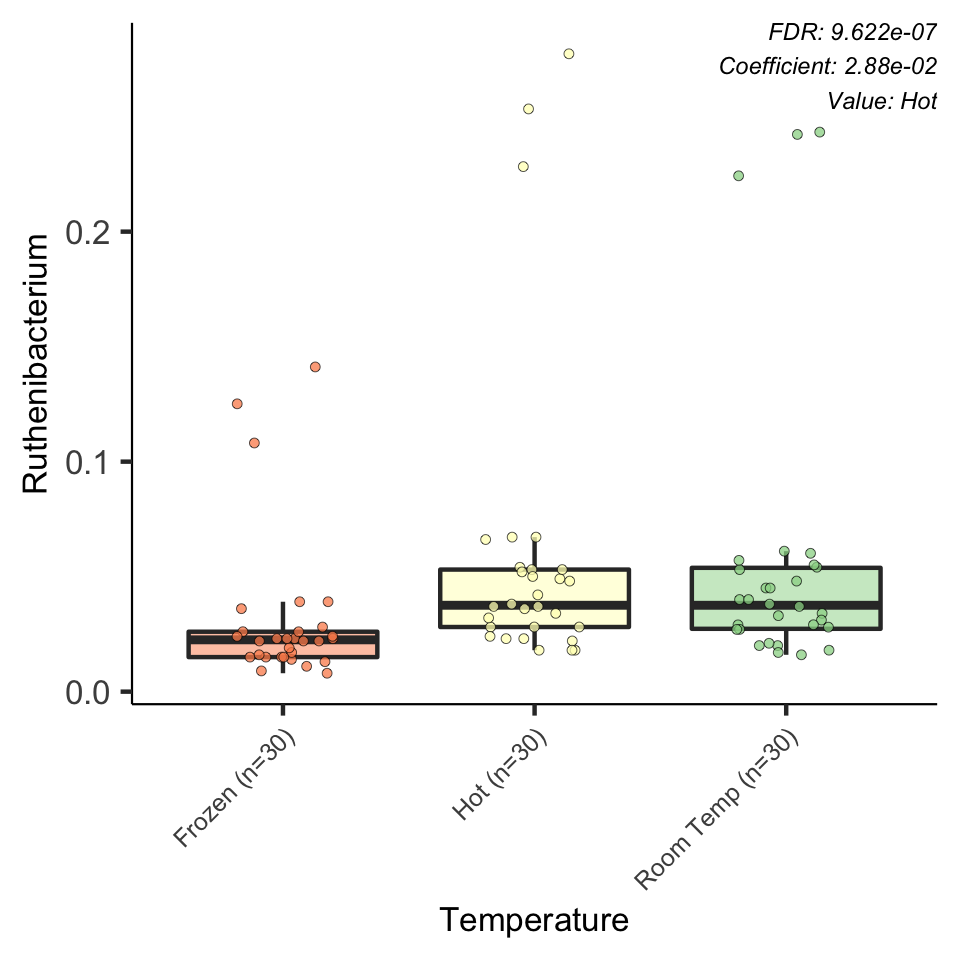 FDR: 9.622e-07
Coefficient: 2.88e-02
Value: Hot
Ruthenibacterium
0.2
0.1
0.0
Frozen (n=30)
Hot (n=30)
Room Temp (n=30)
Temperature